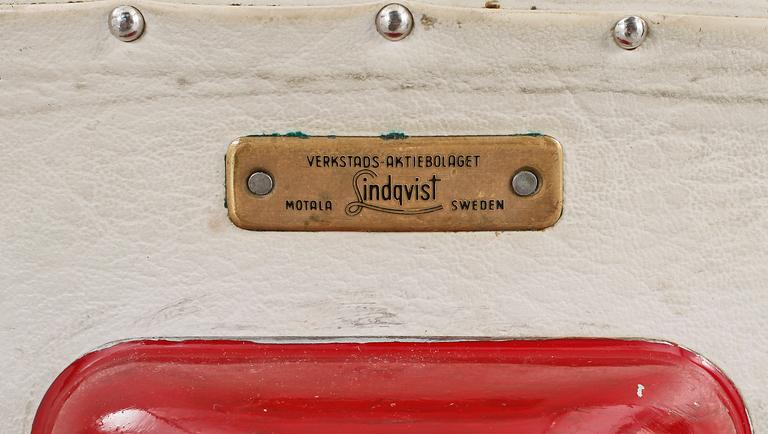 VERKSTADS-AKTIEBOLAGET
Lindqvist
MOTALA SWEDEN